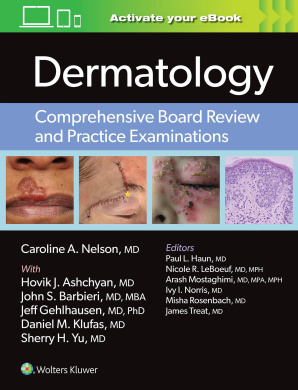 Activate your eBook
Dermatology
Comprehensive Board Review
and Practice Examinations
Caroline A. Nelson, MD
With
Hovik J. Ashchyan, MD
John S. Barbieri, MD, MBA
Jeff Gehlhausen, MD, PhD
Daniel M. Klufas, MD
Sherry H. Yu, MD
Editors
Paul L. Haun, MD
Nicole R. LeBoeuf, MD, MPH
Arash Mostaghimi, MD, MPA, MPH
Ivy I. Norris, MD
Misha Rosenbach, MD
James Treat, MD
Wolters Kluwer